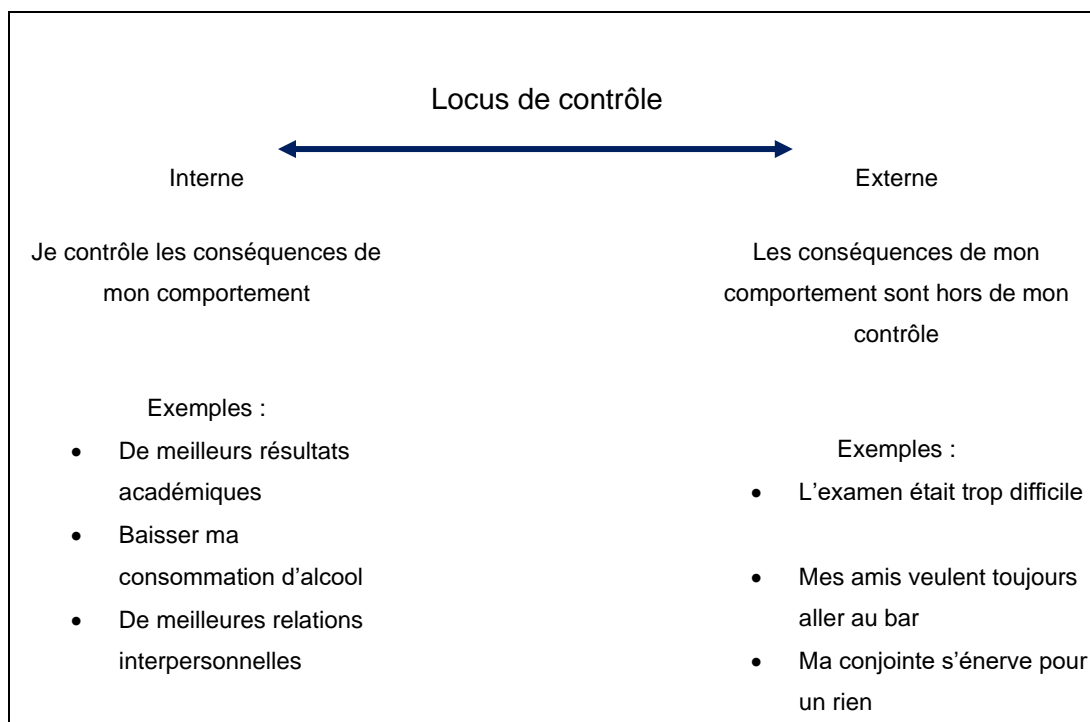 Locus de contrôle
Interne
Je contrôle les conséquences de
mon comportement
Exemples :
• De meilleurs résultats
académiques
• Baisser ma
consommation d'alcool
• De meilleures relations
interpersonnelles
Externe
Les conséquences de mon
comportement sont hors de mon
contrôle
Exemples :
• L'examen était trop difficile
• Mes amis veulent toujours
aller au bar
• Ma conjointe s'énerve pour
un rien